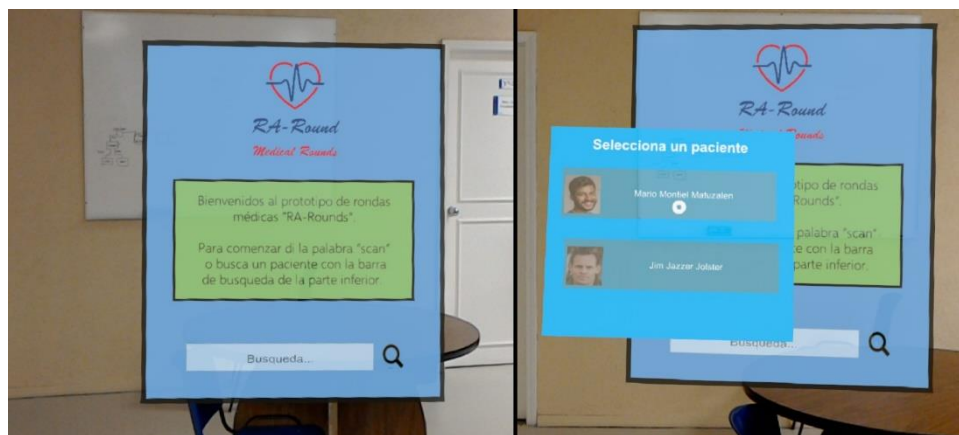 RA-Round
Medical Rounds
Bienvenidos al prototipo de rondas
médicas "RA-Rounds".
Para comenzar di la palabra "scan"
o busca un paciente con la barra
de busqueda de la parte inferior.
Busqueda...
RA-Round
Rounds
Selecciona un paciente
Mario Montiel Matuzalen
Jim Jazzer Jolster
tipo de rondas
Rounds".
palabra "scan"
te con la barra
parte inferior.
Busqueda...